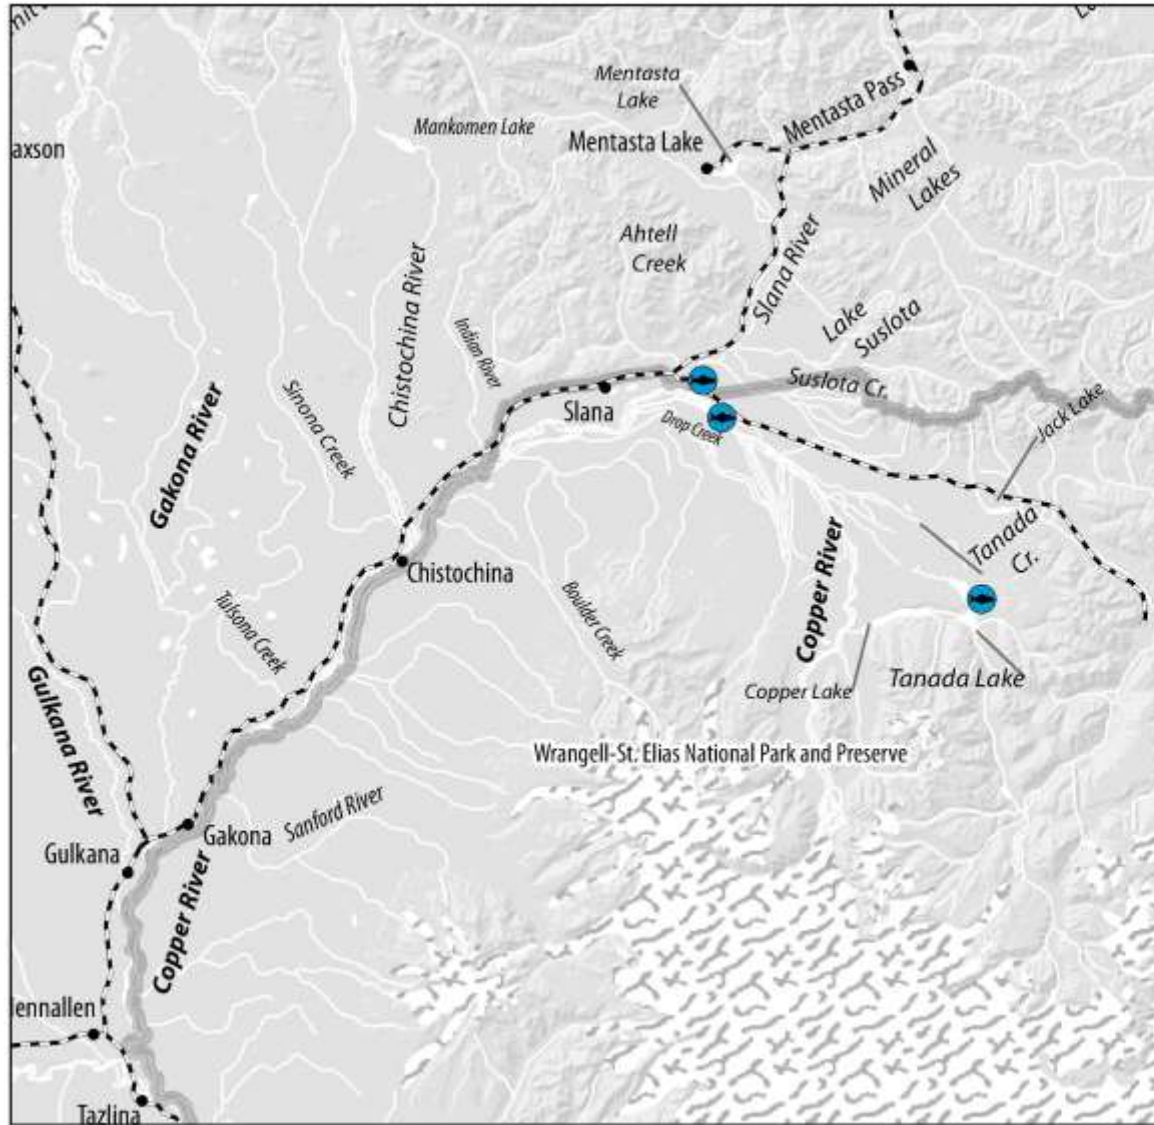 Mentasta
Lake
Mentasta Pass
Mankomen Lake
Mentasta Lake
axson
Mineral
Lakes
Ahtell
Creek
Slana River
Chistochina River
Lake
Suslota
Indian River
Suslota Cr.
Slana
Drop Creek
Jack Lake
Gakona River
Sinona Creek
Tanada
Cr.
Chistochina
Copper River
Boulder Creek
Tulsona Creek
Gulkana River
Copper Lake
Tanada Lake
Wrangell-St. Elias National Park and Preserve
Sanford River
Gakona
Gulkana
Copper River
lennallen
Tazlina